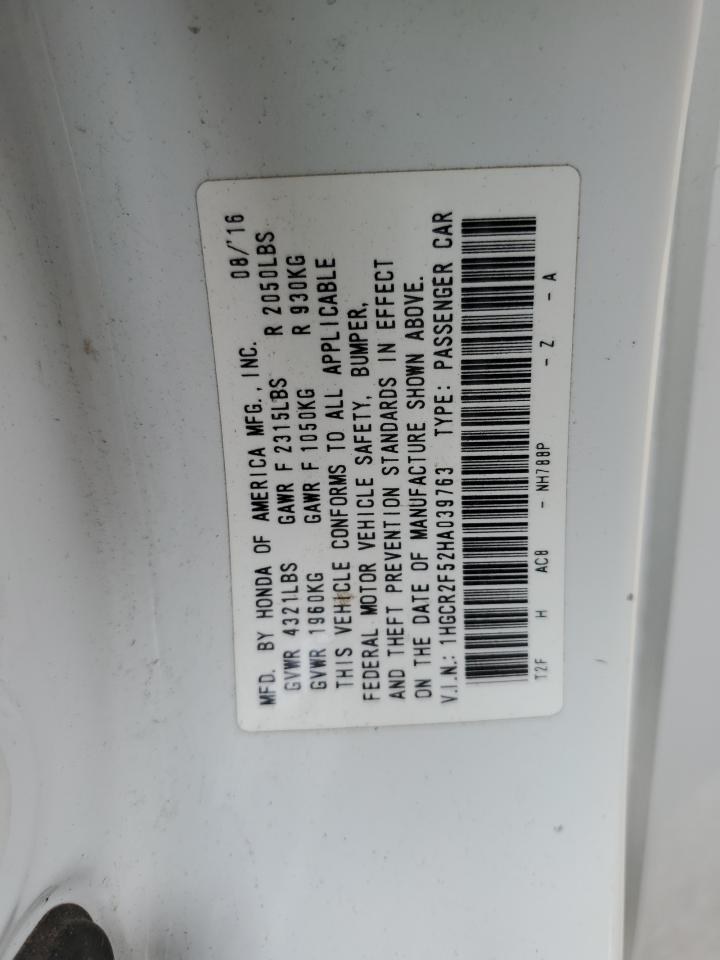 MFD. BY HONDA OF AMERICA MFG., INC. 08/'16
GVWR 4321LBS GAWR F 2315LBS R 2050LBS
GVWR 1960KG GAWR F 1050KG R 930KG
THIS VEHICLE CONFORMS TO ALL APPLICABLE
FEDERAL MOTOR VEHICLE SAFETY, BUMPER,
AND THEFT PREVENTION STANDARDS IN EFFECT
ON THE DATE OF MANUFACTURE SHOWN ABOVE.
V.I.N.: 1HGCR2F52HA039763 TYPE: PASSENGER CAR
T2F H AC8 - NH788P - Z - A